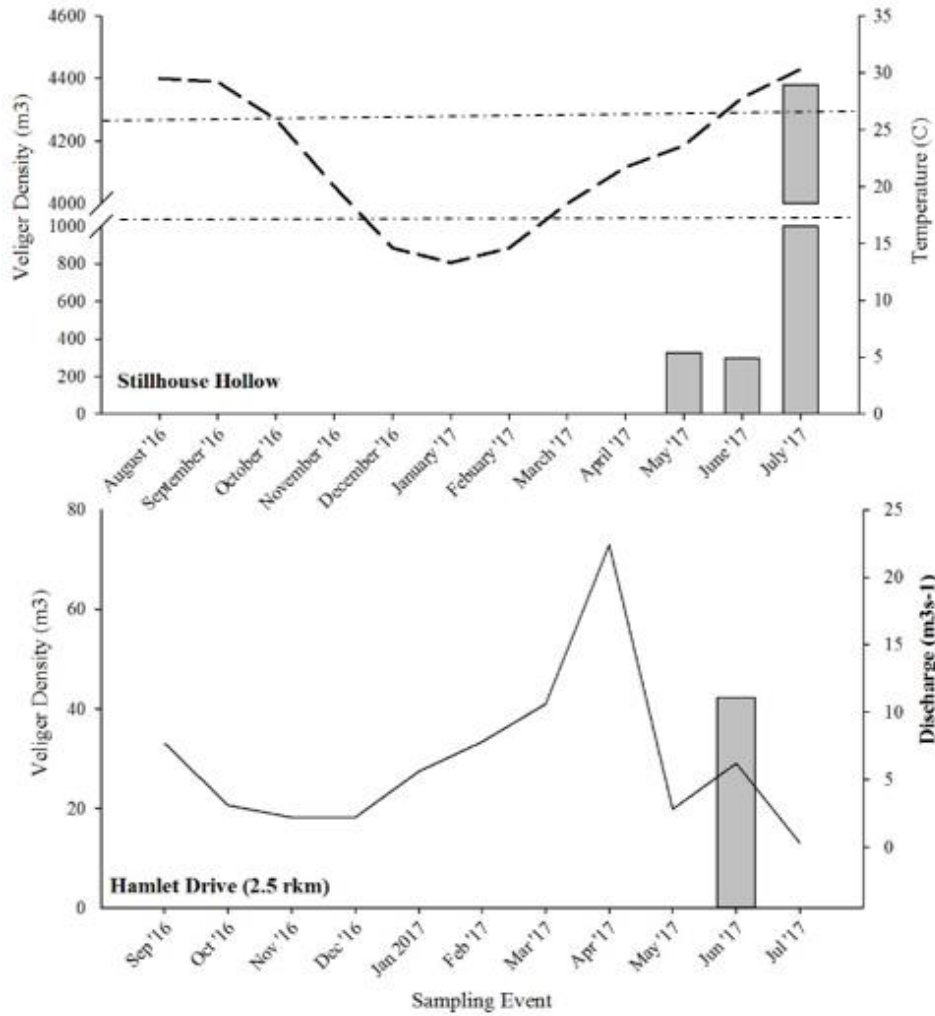 4600
4400
4200
4000
1000
800
600
400
200
0
Veliger Density (m3)
35
30
25
20
15
10
5
0
Temperature (C)
Stillhouse Hollow
August '16
September '16
October '16
November '16
December '16
January '17
Febuary '17
March '17
April '17
May '17
June '17
July '17
80
60
40
20
0
Veliger Density (m3)
25
20
15
10
5
0
Discharge (m3s-1)
Hamlet Drive (2.5 rkm)
Sep '16
Oct '16
Nov '16
Dec '16
Jan 2017
Feb '17
Mar '17
Apr '17
May '17
Jun '17
Jul '17
Sampling Event